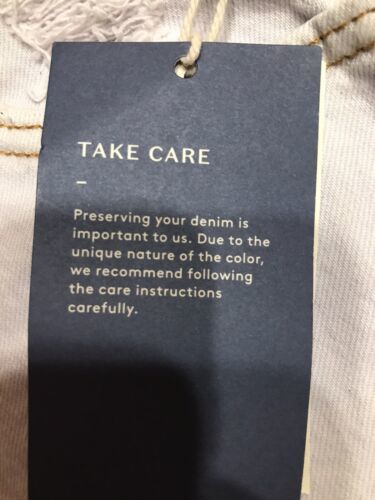 TAKE CARE
–
Preserving your denim is
important to us. Due to the
unique nature of the color,
we recommend following
the care instructions
carefully.